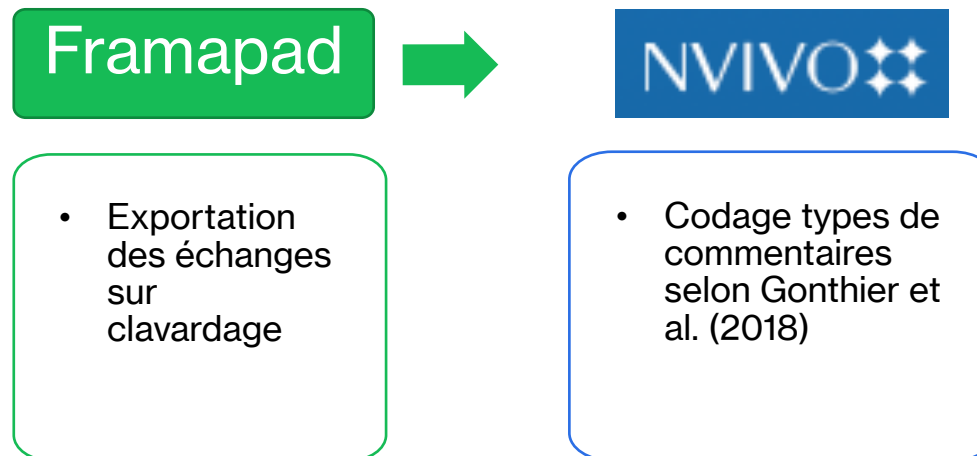 Framapad
NVIVO
• Exportation
des échanges
sur
clavardage
• Codage types de
commentaires
selon Gonthier et
al. (2018)